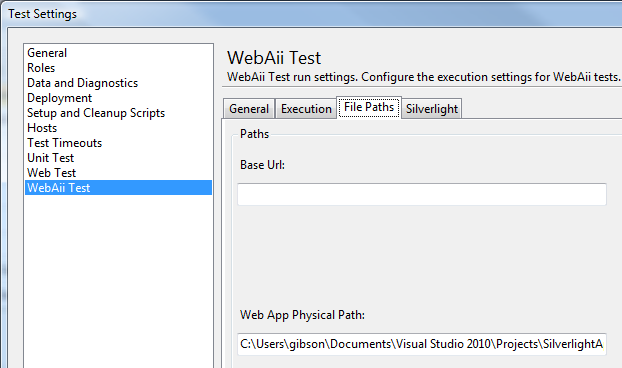 Test Settings
General
Roles
Data and Diagnostics
Deployment
Setup and Cleanup Scripts
Hosts
Test Timeouts
Unit Test
Web Test
WebAii Test
WebAii Test
WebAii Test run settings. Configure the execution settings for WebAii tests.
General Execution File Paths Silverlight
Paths
Base Url:
Web App Physical Path:
C:\Users\gibson\Documents\Visual Studio 2010\Projects\SilverlightA